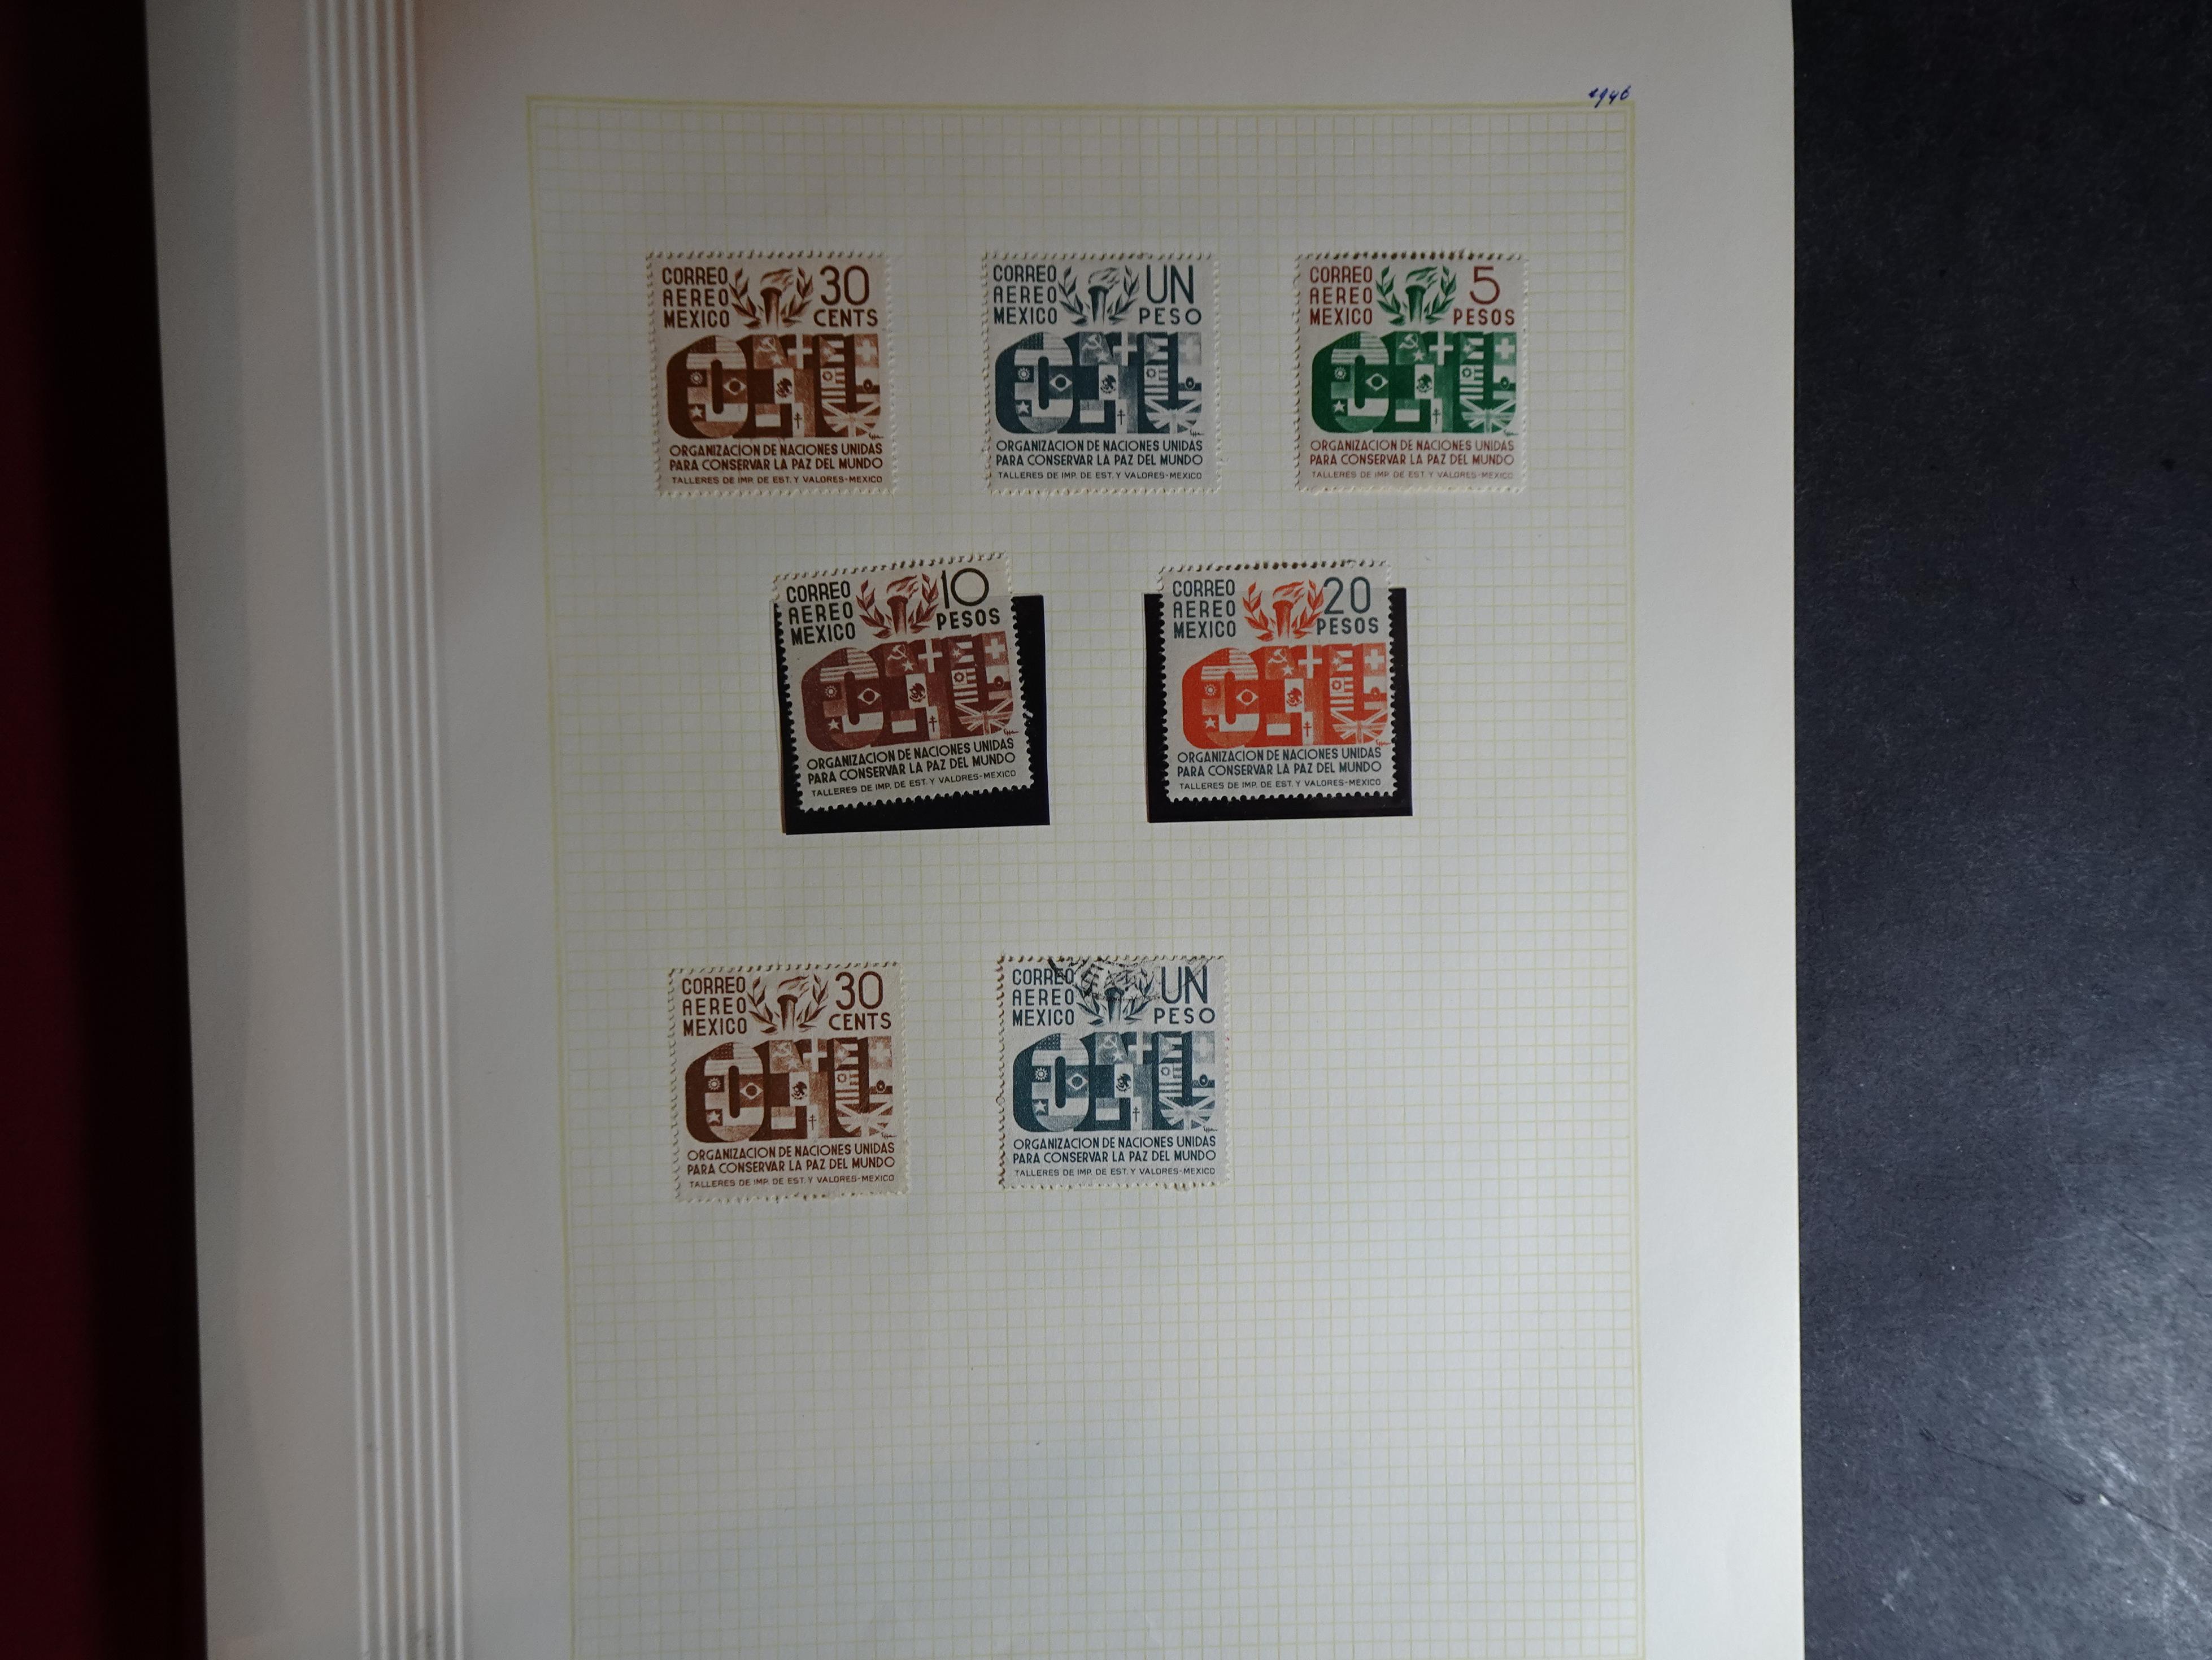 1946
CORREO
AEREO
MEXICO
30
CENTS
ONU
ORGANIZACION DE NACIONES UNIDAS
PARA CONSERVAR LA PAZ DEL MUNDO
TALLERES DE IMP. DE EST. Y VALORES-MEXICO
CORREO
AEREO
MEXICO
UN
PESO
ONU
ORGANIZACION DE NACIONES UNIDAS
PARA CONSERVAR LA PAZ DEL MUNDO
TALLERES DE IMP. DE EST. Y VALORES-MEXICO
CORREO
AEREO
MEXICO
5
PESOS
ONU
ORGANIZACION DE NACIONES UNIDAS
PARA CONSERVAR LA PAZ DEL MUNDO
TALLERES DE IMP. DE EST. Y VALORES-MEXICO
CORREO
AEREO
MEXICO
10
PESOS
ONU
ORGANIZACION DE NACIONES UNIDAS
PARA CONSERVAR LA PAZ DEL MUNDO
TALLERES DE IMP. DE EST. Y VALORES-MEXICO
CORREO
AEREO
MEXICO
20
PESOS
ONU
ORGANIZACION DE NACIONES UNIDAS
PARA CONSERVAR LA PAZ DEL MUNDO
TALLERES DE IMP. DE EST. Y VALORES-MEXICO
CORREO
AEREO
MEXICO
30
CENTS
ONU
ORGANIZACION DE NACIONES UNIDAS
PARA CONSERVAR LA PAZ DEL MUNDO
TALLERES DE IMP. DE EST. Y VALORES-MEXICO
CORREO
AEREO
MEXICO
UN
PESO
ONU
ORGANIZACION DE NACIONES UNIDAS
PARA CONSERVAR LA PAZ DEL MUNDO
TALLERES DE IMP. DE EST. Y VALORES-MEXICO